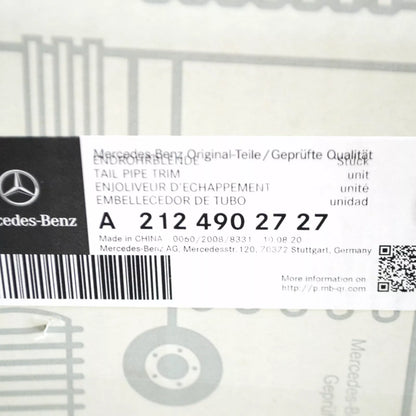 Mercedes-Benz Original-Teile/Geprüfte Qualität
ENDROHRBLENDE Stück
TAIL PIPE TRIM unit
ENJOLIVEUR D'ECHAPPEMENT unité
EMBELLECEDOR DE TUBO unidad
cedes-Benz
A 212 490 27 27
Made in CHINA 0060/2008/8331 10.08.20
Mercedes-Benz AG, Mercedesstr. 120, 70372 Stuttgart, Germany
More information on
http://p.mb-qr.com
Mercedes-B
Geprü